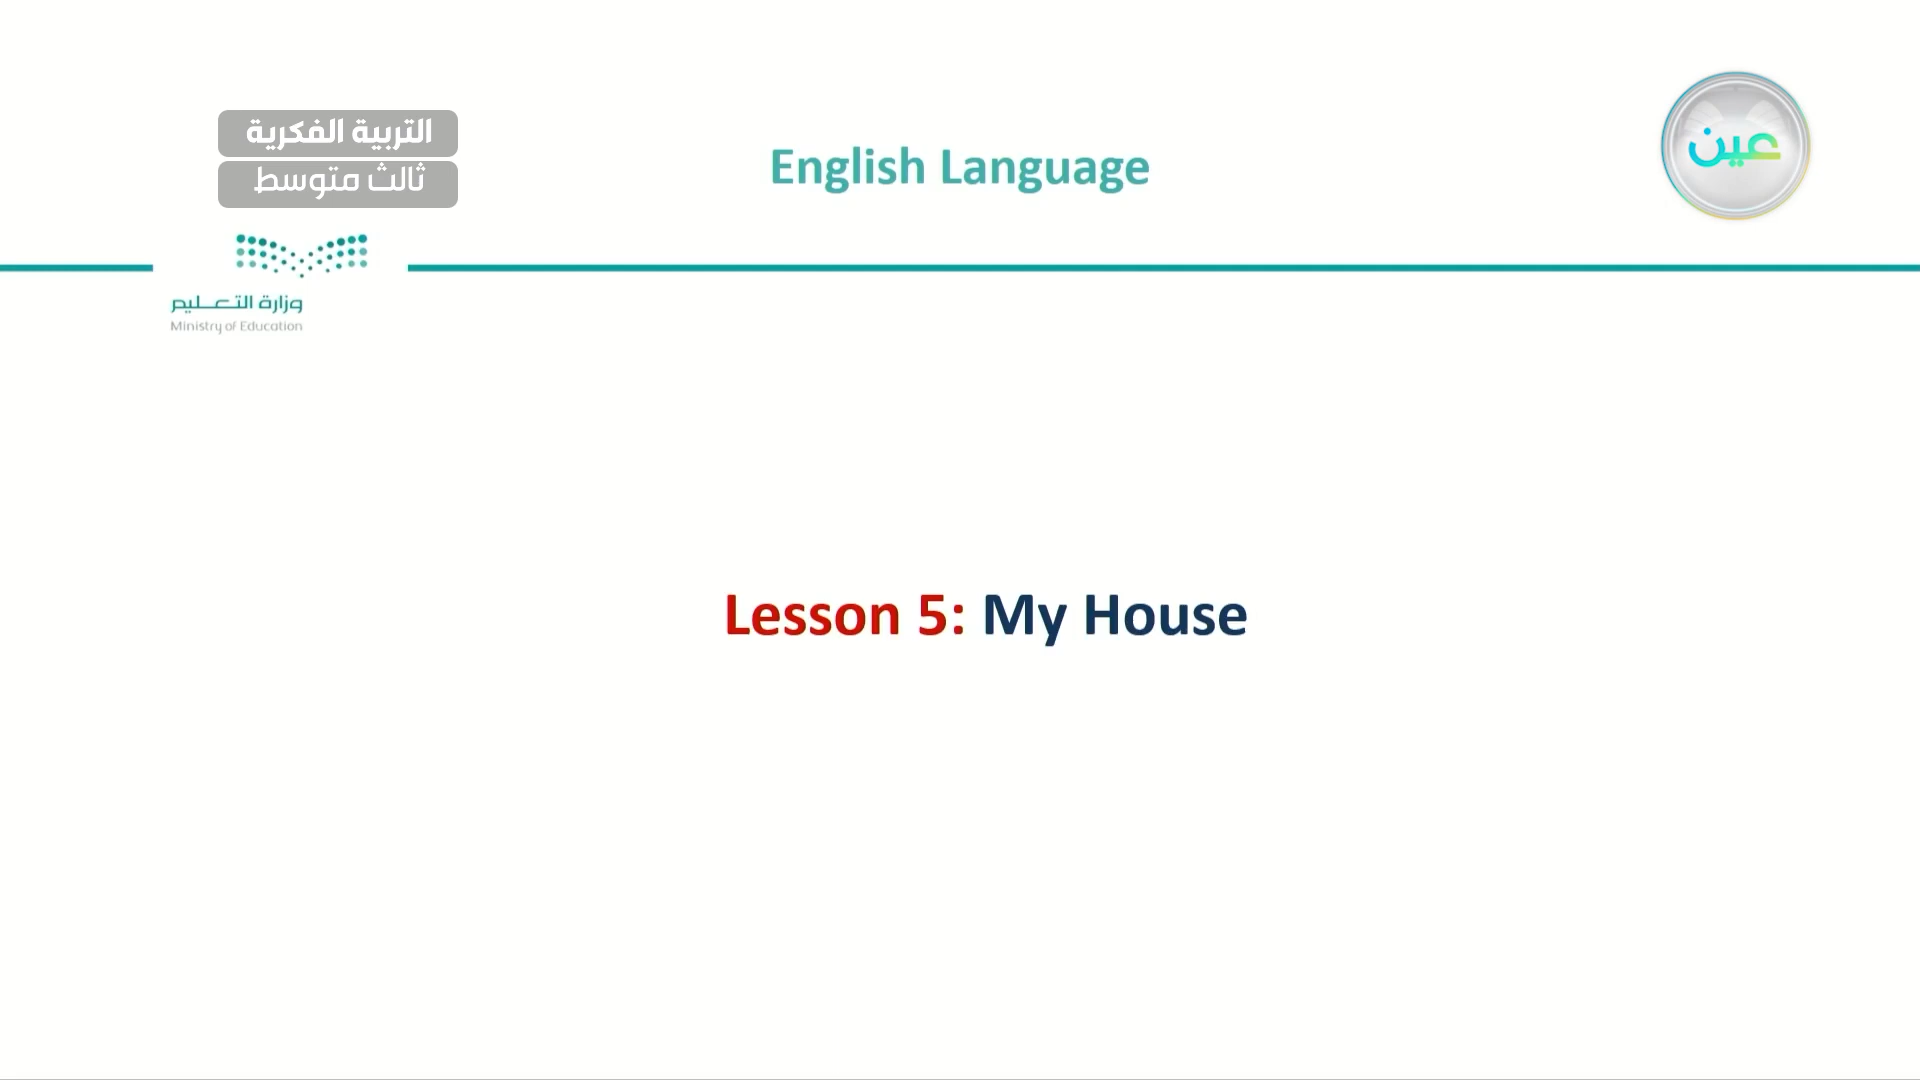 التربية الفكرية
ثالث متوسط
English Language
عين
وزارة التعليم
Ministry of Education
Lesson 5: My House